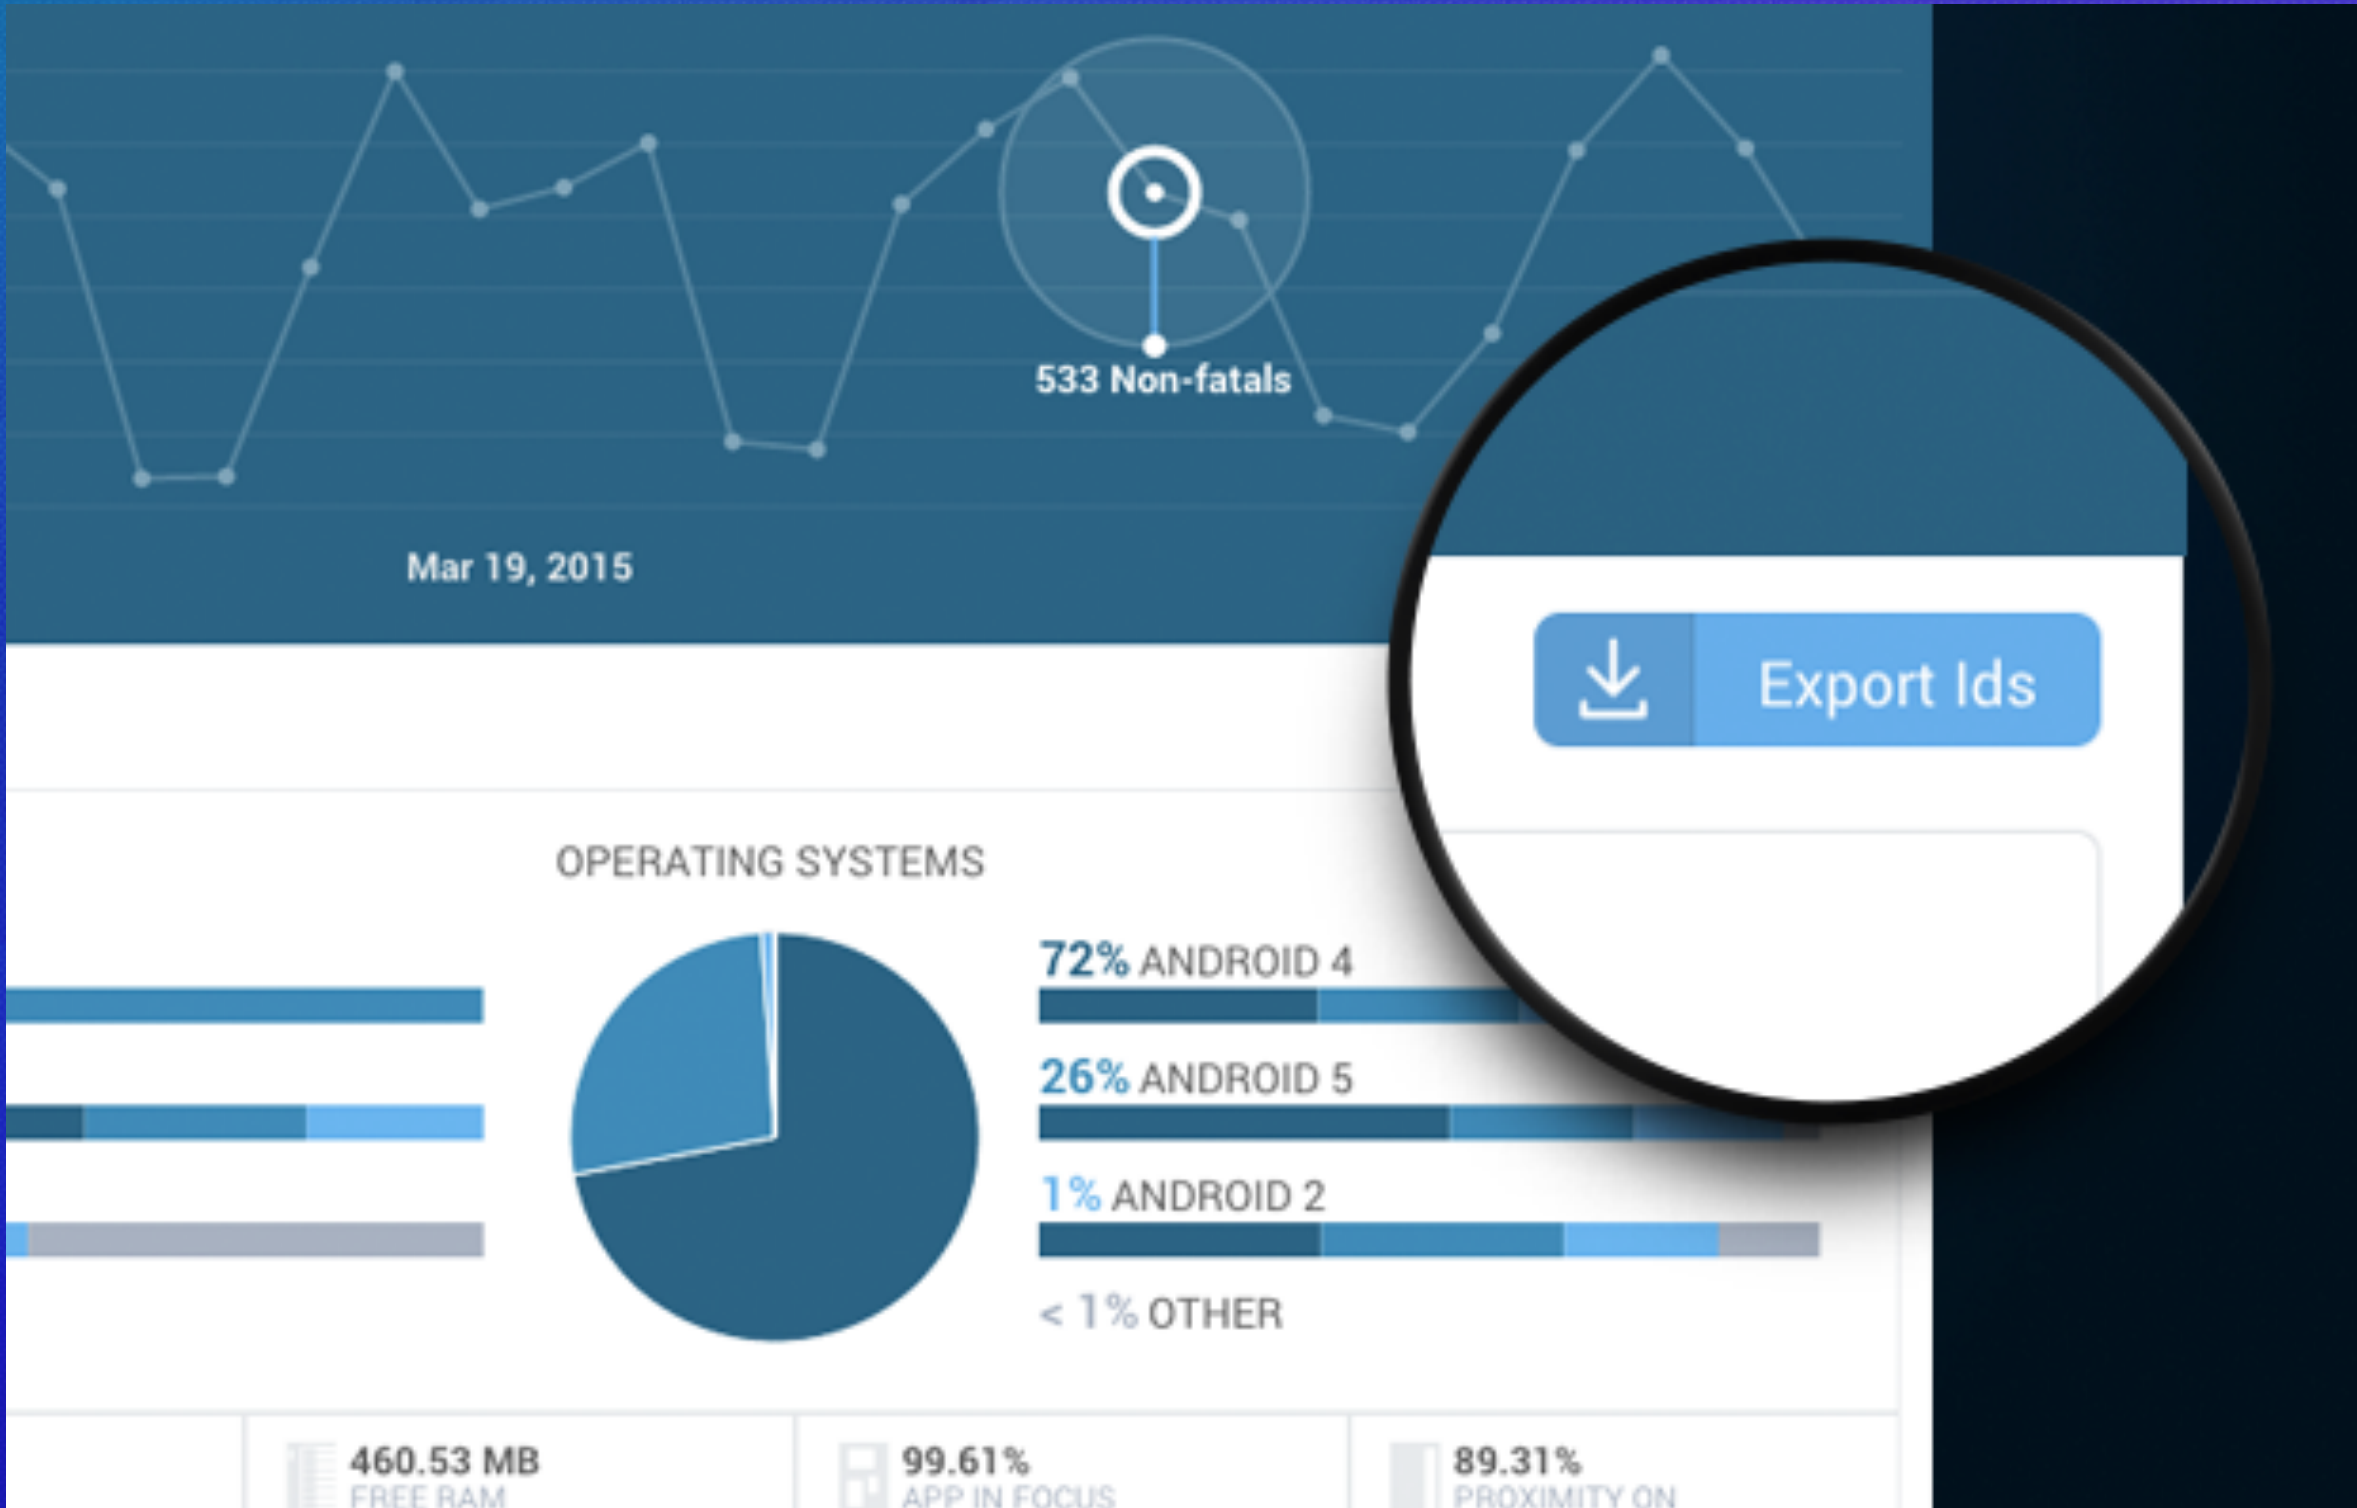 533 Non-fatals
Mar 19, 2015
Export Ids
OPERATING SYSTEMS
72% ANDROID 4
26% ANDROID 5
1% ANDROID 2
< 1% OTHER
460.53 MB
FREE RAM
99.61%
APP IN FOCUS
89.31%
PROXIMITY ON